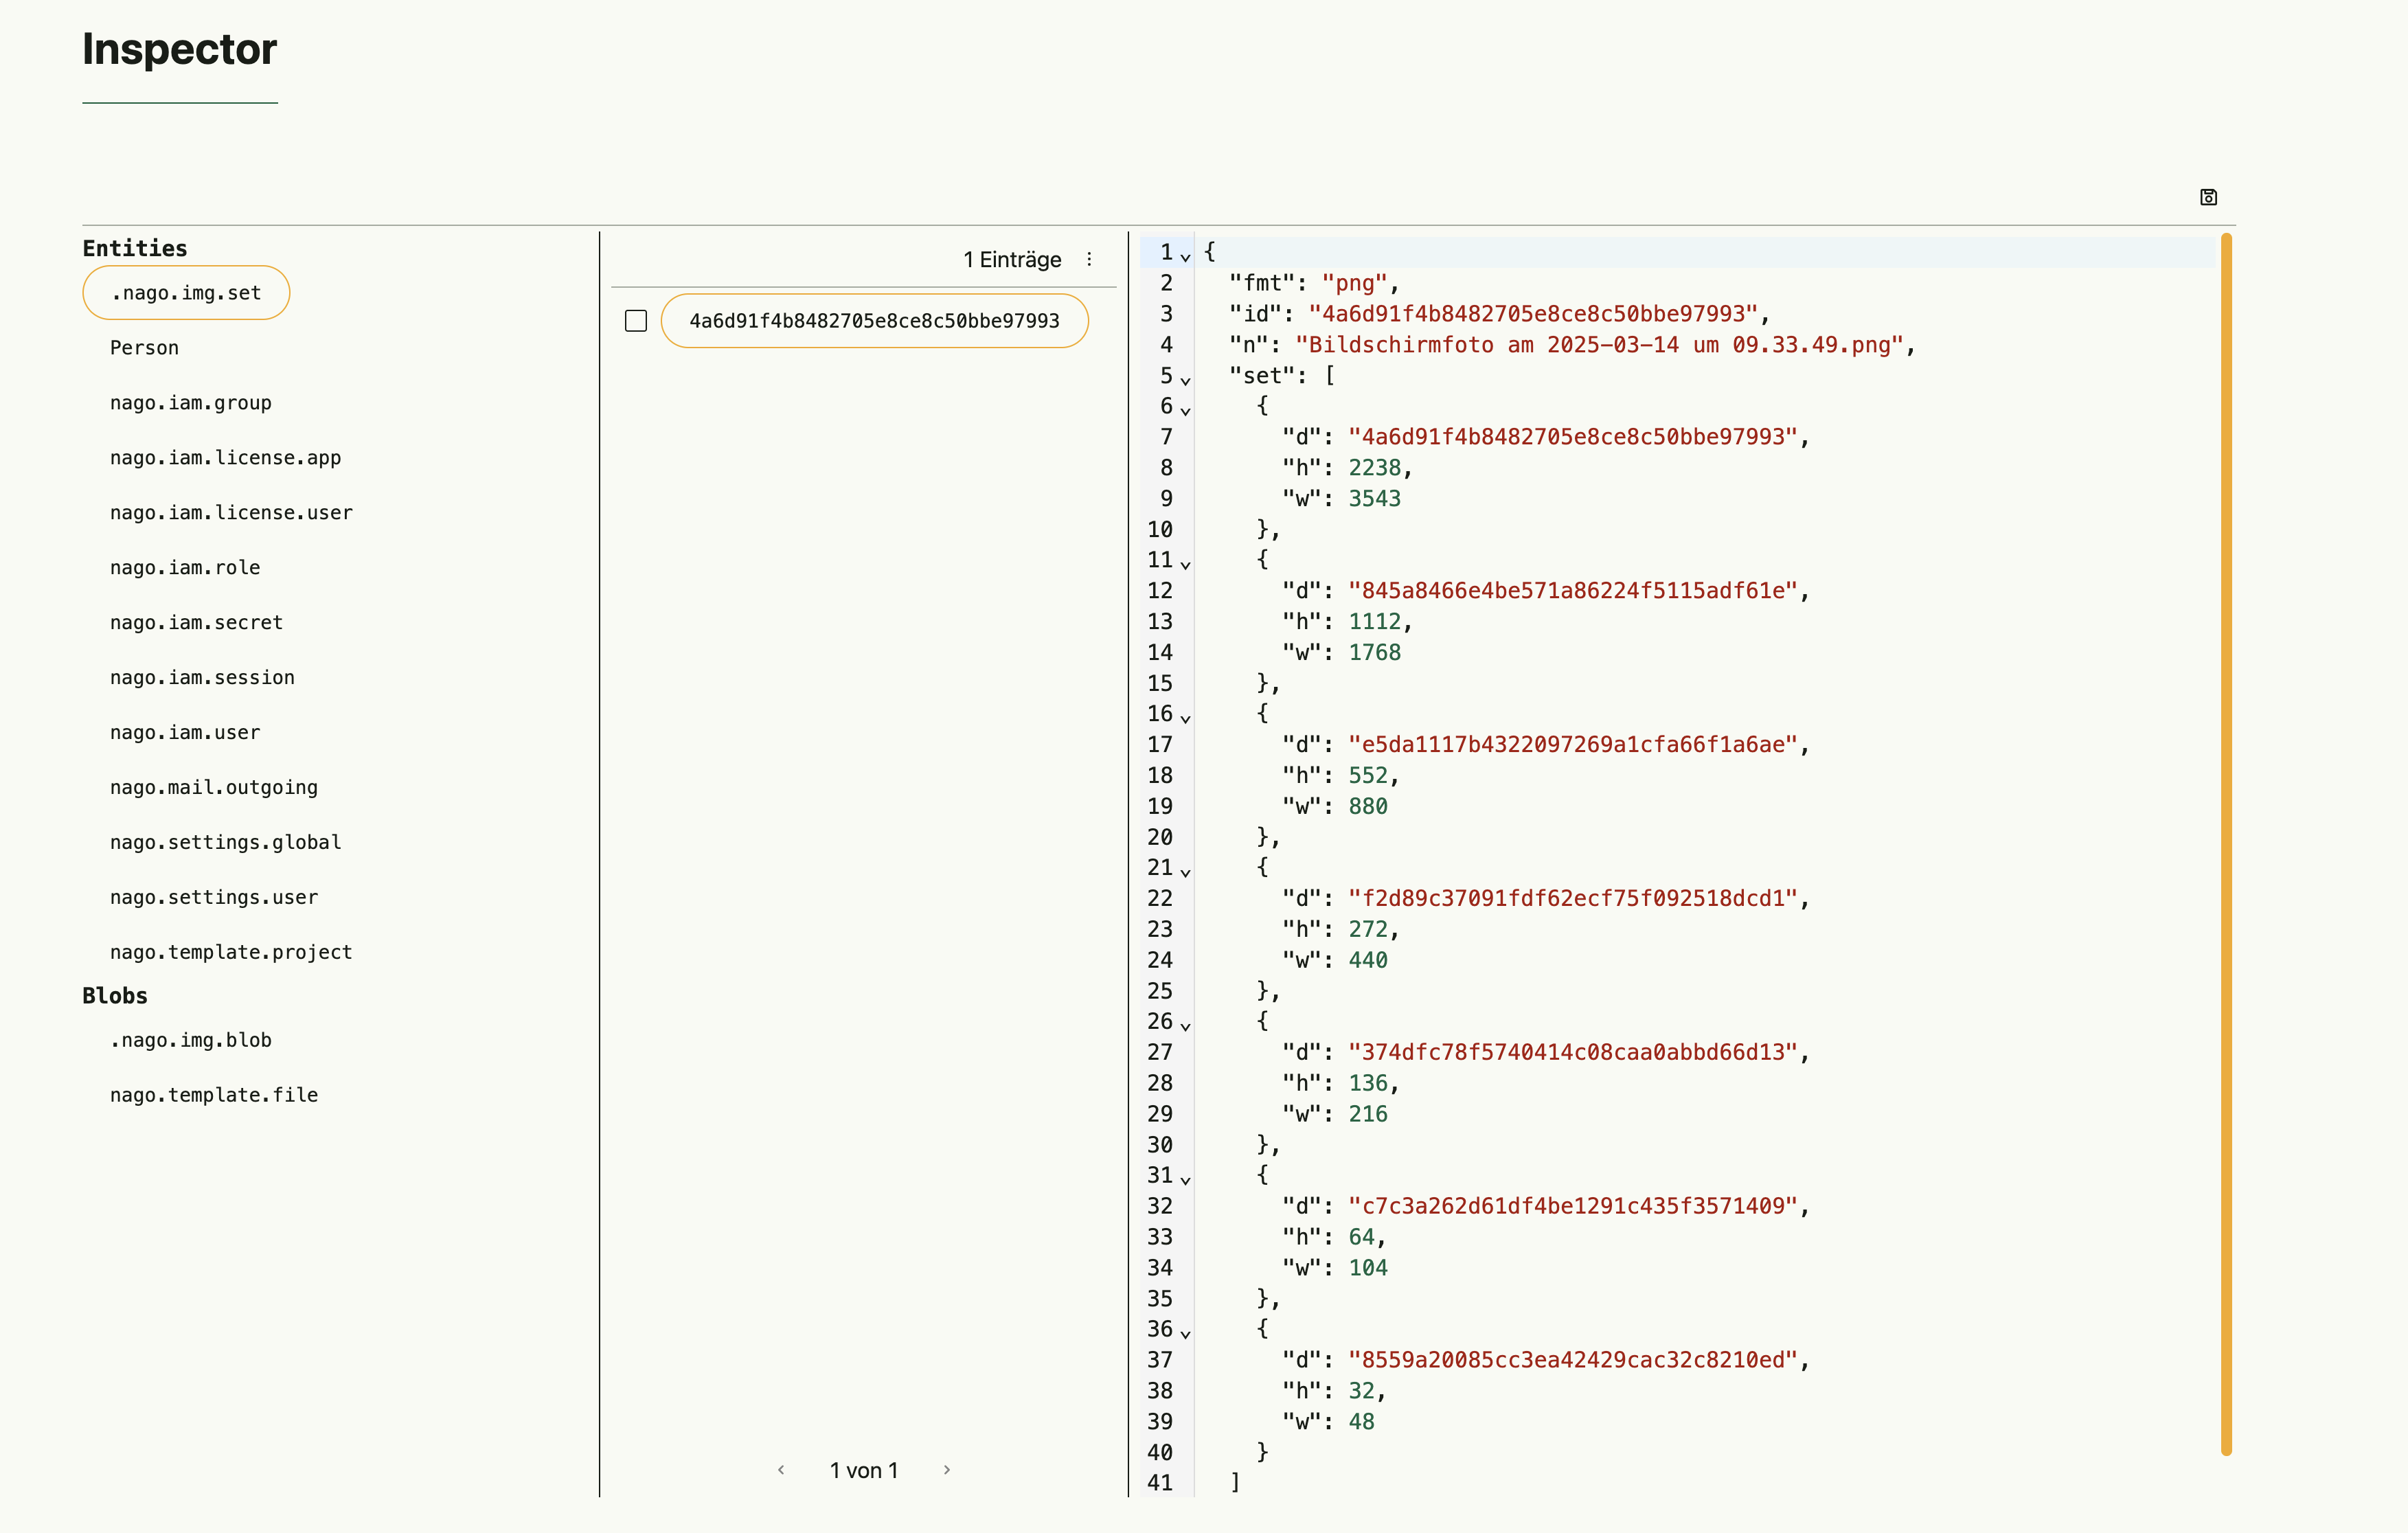 Inspector
Entities
.nago.img.set
Person
nago.iam.group
nago.iam.license.app
nago.iam.license.user
nago.iam.role
nago.iam.secret
nago.iam.session
nago.iam.user
nago.mail.outgoing
nago.settings.global
nago.settings.user
nago.template.project
Blobs
.nago.img.blob
nago.template.file
1 Einträge
4a6d91f4b8482705e8ce8c50bbe97993
1 von 1
1 {
2 "fmt": "png",
3 "id": "4a6d91f4b8482705e8ce8c50bbe97993",
4 "n": "Bildschirmfoto am 2025-03-14 um 09.33.49.png",
5 "set": [
6 {
7 "d": "4a6d91f4b8482705e8ce8c50bbe97993",
8 "h": 2238,
9 "w": 3543
10 },
11 {
12 "d": "845a8466e4be571a86224f5115adf61e",
13 "h": 1112,
14 "w": 1768
15 },
16 {
17 "d": "e5da1117b4322097269a1cfa66f1a6ae",
18 "h": 552,
19 "w": 880
20 },
21 {
22 "d": "f2d89c37091fdf62ecf75f092518dcd1",
23 "h": 272,
24 "w": 440
25 },
26 {
27 "d": "374dfc78f5740414c08caa0abbd66d13",
28 "h": 136,
29 "w": 216
30 },
31 {
32 "d": "c7c3a262d61df4be1291c435f3571409",
33 "h": 64,
34 "w": 104
35 },
36 {
37 "d": "8559a20085cc3ea42429cac32c8210ed",
38 "h": 32,
39 "w": 48
40 }
41 ]